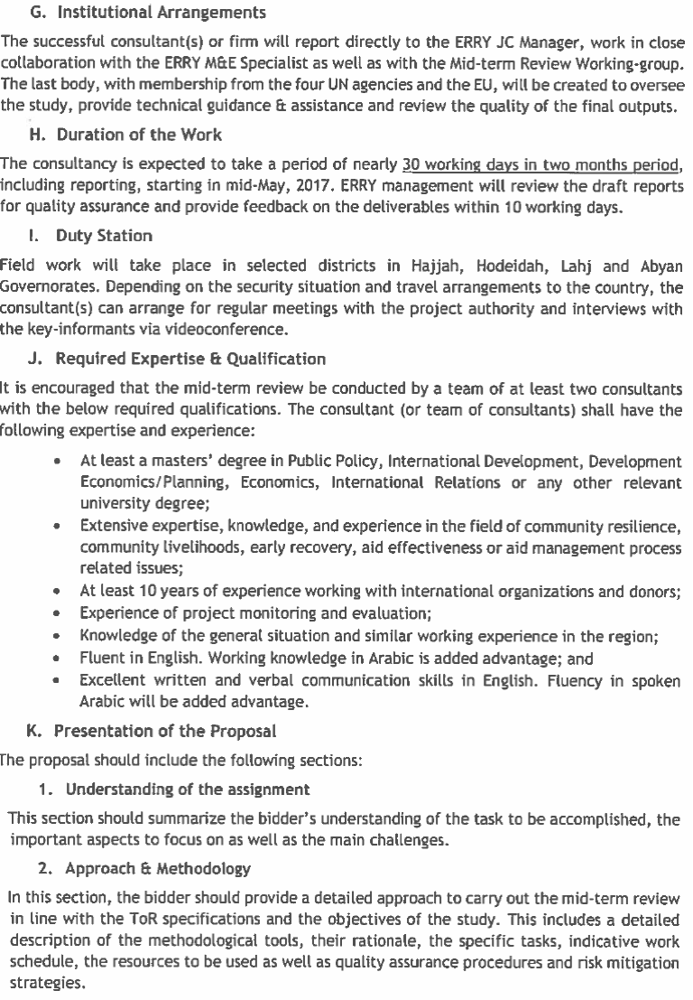 G. Institutional Arrangements
The successful consultant(s) or firm will report directly to the ERRY JC Manager, work in close
collaboration with the ERRY M&E Specialist as well as with the Mid-term Review Working-group.
The last body, with membership from the four UN agencies and the EU, will be created to oversee
the study, provide technical guidance & assistance and review the quality of the final outputs.
H. Duration of the Work
The consultancy is expected to take a period of nearly 30 working days in two months period,
including reporting, starting in mid-May, 2017. ERRY management will review the draft reports
for quality assurance and provide feedback on the deliverables within 10 working days.
I. Duty Station
Field work will take place in selected districts in Hajjah, Hodeidah, Lahj and Abyan
Governorates. Depending on the security situation and travel arrangements to the country, the
consultant(s) can arrange for regular meetings with the project authority and interviews with
the key-informants via videoconference.
J. Required Expertise & Qualification
It is encouraged that the mid-term review be conducted by a team of at least two consultants
with the below required qualifications. The consultant (or team of consultants) shall have the
following expertise and experience:
• At least a masters' degree in Public Policy, International Development, Development
Economics/Planning, Economics, International Relations or any other relevant
university degree;
• Extensive expertise, knowledge, and experience in the field of community resilience,
community livelihoods, early recovery, aid effectiveness or aid management process
related issues;
• At least 10 years of experience working with international organizations and donors;
• Experience of project monitoring and evaluation;
• Knowledge of the general situation and similar working experience in the region;
• Fluent in English. Working knowledge in Arabic is added advantage; and
• Excellent written and verbal communication skills in English. Fluency in spoken
Arabic will be added advantage.
K. Presentation of the Proposal
The proposal should include the following sections:
1. Understanding of the assignment
This section should summarize the bidder's understanding of the task to be accomplished, the
important aspects to focus on as well as the main challenges.
2. Approach & Methodology
In this section, the bidder should provide a detailed approach to carry out the mid-term review
in line with the ToR specifications and the objectives of the study. This includes a detailed
description of the methodological tools, their rationale, the specific tasks, indicative work
schedule, the resources to be used as well as quality assurance procedures and risk mitigation
strategies.